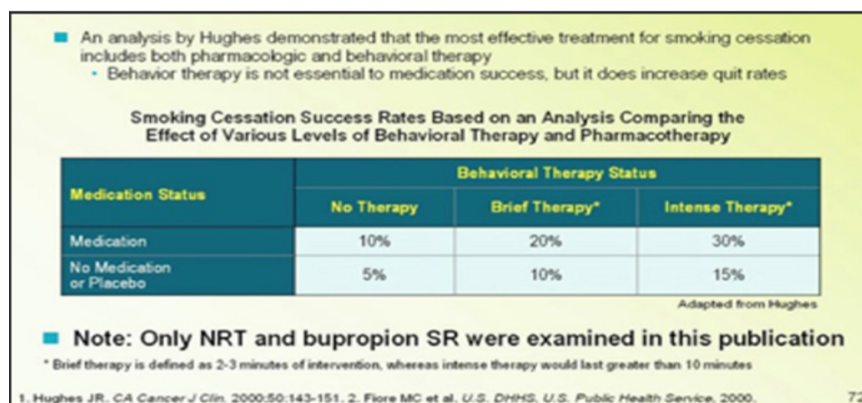 ■ An analysis by Hughes demonstrated that the most effective treatment for smoking cessation
includes both pharmacologic and behavioral therapy
• Behavior therapy is not essential to medication success, but it does increase quit rates
Smoking Cessation Success Rates Based on an Analysis Comparing the
Effect of Various Levels of Behavioral Therapy and Pharmacotherapy
Medication Status
Behavioral Therapy Status
No Therapy Brief Therapy* Intense Therapy*
Medication 10% 20% 30%
No Medication
or Placebo 5% 10% 15%
Adapted from Hughes
■ Note: Only NRT and bupropion SR were examined in this publication
* Brief therapy is defined as 2-3 minutes of intervention, whereas intense therapy would last greater than 10 minutes
1. Hughes JR. CA Cancer J Clin. 2000;50:143-151. 2. Fiore MC et al. U.S. DHHS, U.S. Public Health Service. 2000. 72